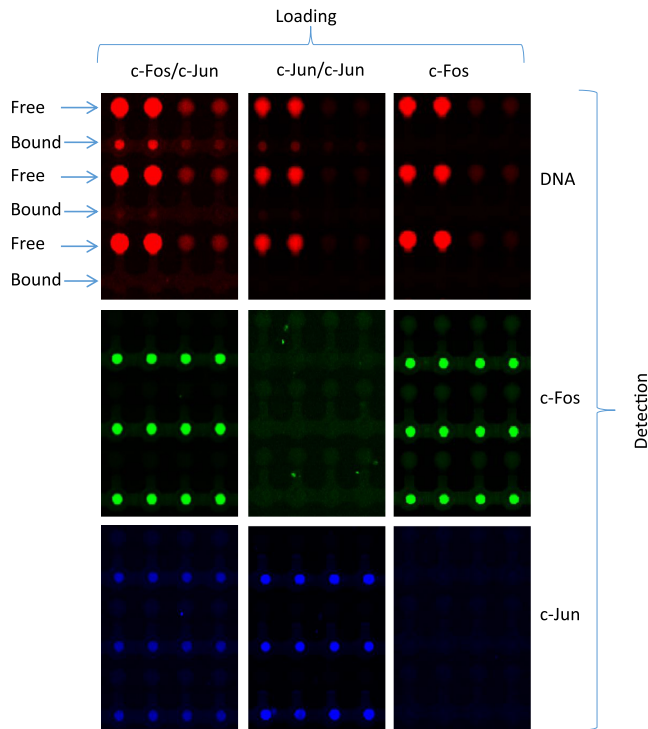 Loading
c-Fos/c-Jun
c-Jun/c-Jun
c-Fos
Free
Bound
Free
Bound
Free
Bound
DNA
c-Fos
c-Jun
Detection